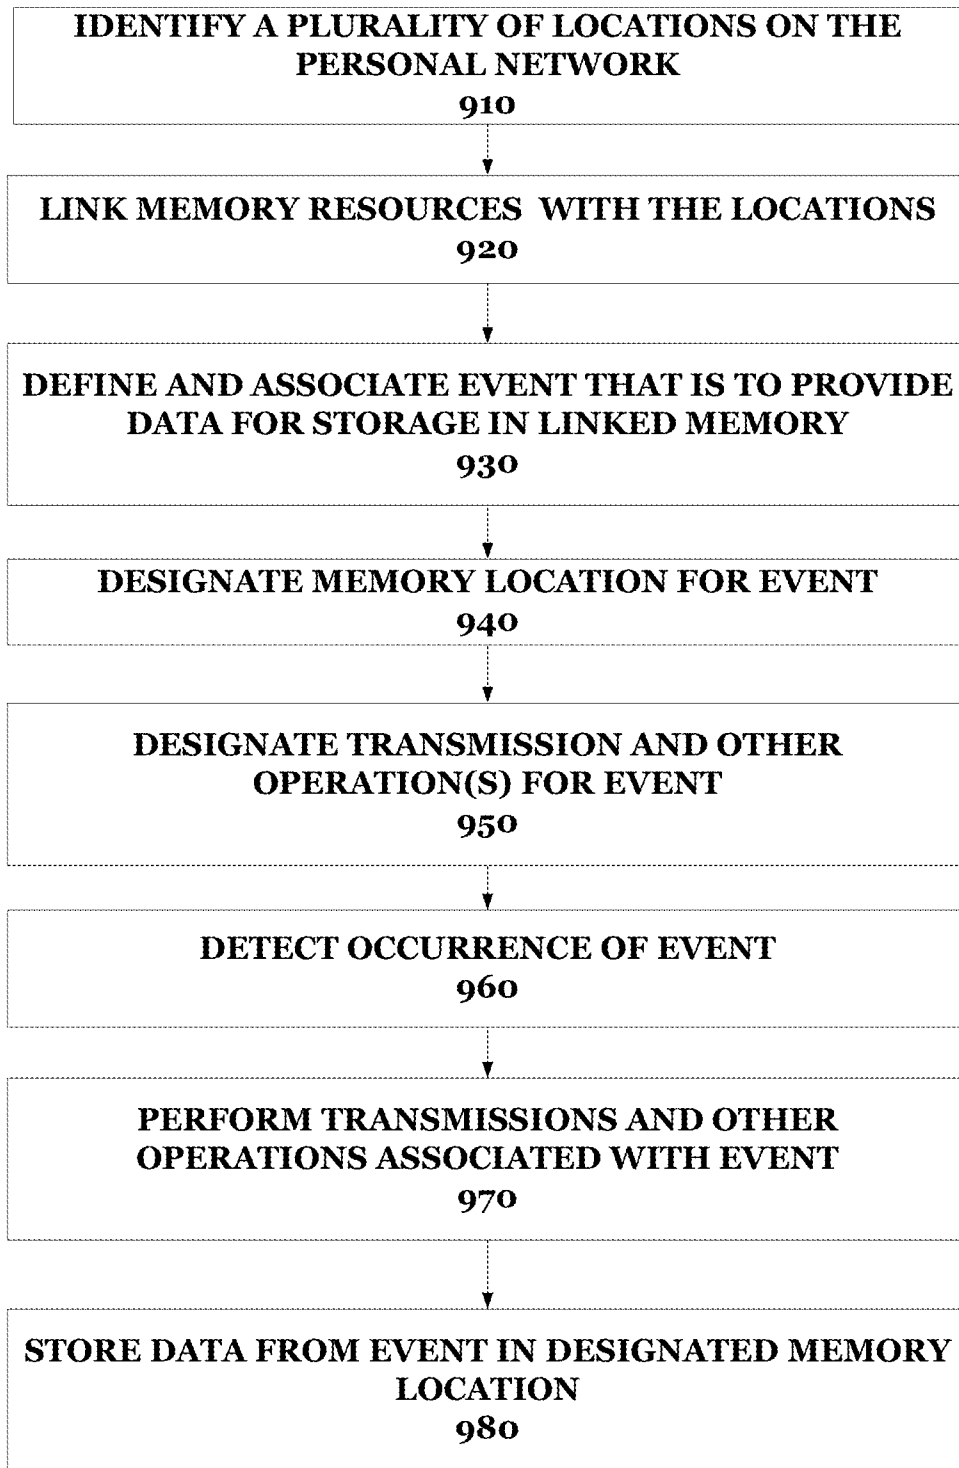 IDENTIFY A PLURALITY OF LOCATIONS ON THE
PERSONAL NETWORK
910
LINK MEMORY RESOURCES WITH THE LOCATIONS
920
DEFINE AND ASSOCIATE EVENT THAT IS TO PROVIDE
DATA FOR STORAGE IN LINKED MEMORY
930
DESIGNATE MEMORY LOCATION FOR EVENT
940
DESIGNATE TRANSMISSION AND OTHER
OPERATION(S) FOR EVENT
950
DETECT OCCURRENCE OF EVENT
960
PERFORM TRANSMISSIONS AND OTHER
OPERATIONS ASSOCIATED WITH EVENT
970
STORE DATA FROM EVENT IN DESIGNATED MEMORY
LOCATION
980